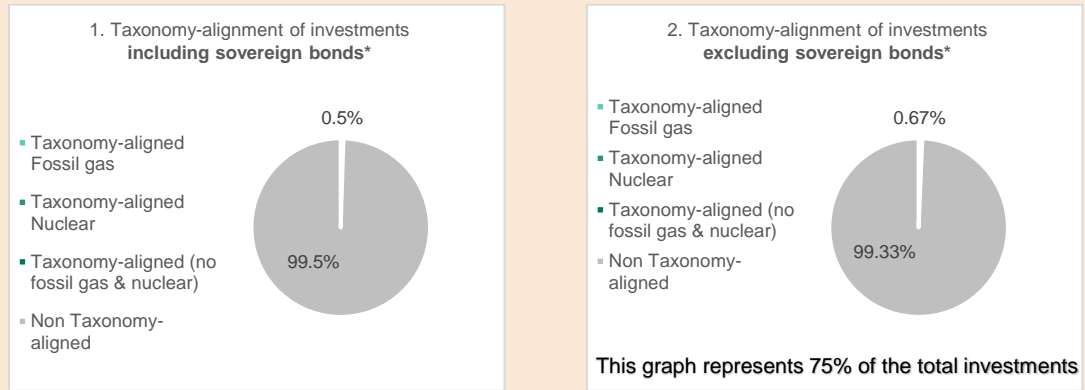 1. Taxonomy-alignment of investments
including sovereign bonds*
0.5%
Taxonomy-aligned
Fossil gas
Taxonomy-aligned
Nuclear
Taxonomy-aligned (no
fossil gas & nuclear)
Non Taxonomy-
aligned
99.5%
2. Taxonomy-alignment of investments
excluding sovereign bonds*
0.67%
Taxonomy-aligned
Fossil gas
Taxonomy-aligned
Nuclear
Taxonomy-aligned (no
fossil gas & nuclear)
Non Taxonomy-
aligned
99.33%
This graph represents 75% of the total investments